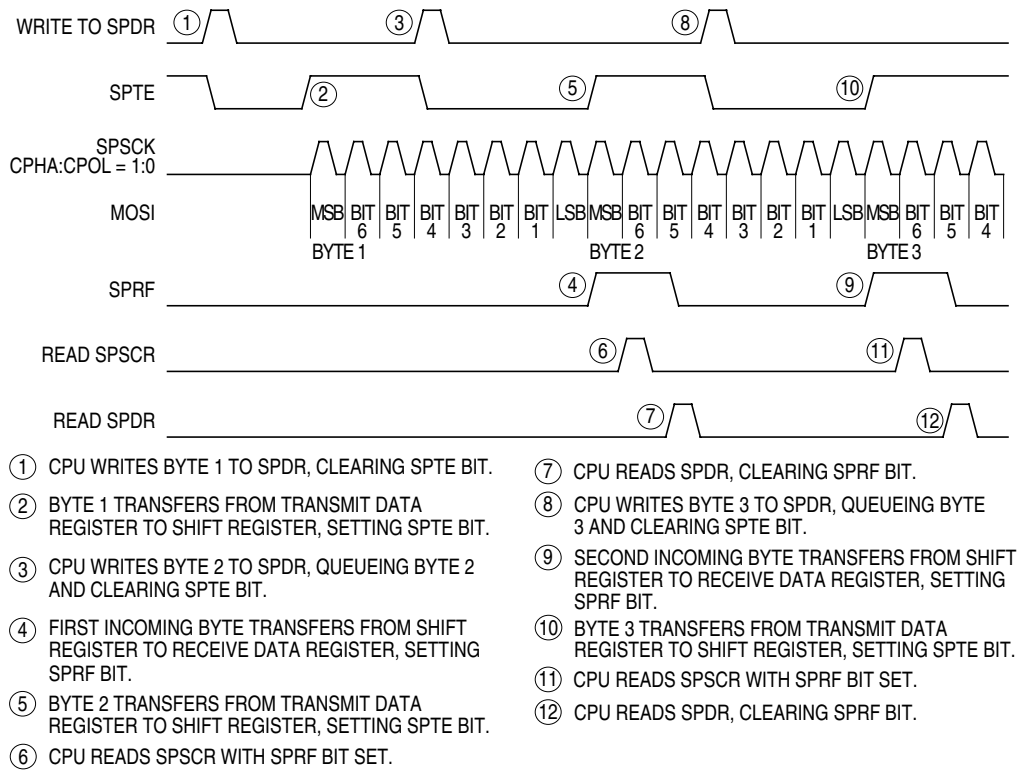 WRITE TO SPDR
1
3
8
SPTE
2
5
10
SPSCK
CPHA:CPOL = 1:0
MOSI
MSB BIT 6 BIT 5 BIT 4 BIT 3 BIT 2 BIT 1 LSB MSB BIT 6 BIT 5 BIT 4 BIT 3 BIT 2 BIT 1 LSB MSB BIT 6 BIT 5 BIT 4
BYTE 1 BYTE 2 BYTE 3
SPRF
4
9
READ SPSCR
6
11
READ SPDR
7
12
1 CPU WRITES BYTE 1 TO SPDR, CLEARING SPTE BIT.
2 BYTE 1 TRANSFERS FROM TRANSMIT DATA
REGISTER TO SHIFT REGISTER, SETTING SPTE BIT.
3 CPU WRITES BYTE 2 TO SPDR, QUEUEING BYTE 2
AND CLEARING SPTE BIT.
4 FIRST INCOMING BYTE TRANSFERS FROM SHIFT
REGISTER TO RECEIVE DATA REGISTER, SETTING
SPRF BIT.
5 BYTE 2 TRANSFERS FROM TRANSMIT DATA
REGISTER TO SHIFT REGISTER, SETTING SPTE BIT.
6 CPU READS SPSCR WITH SPRF BIT SET.
7 CPU READS SPDR, CLEARING SPRF BIT.
8 CPU WRITES BYTE 3 TO SPDR, QUEUEING BYTE
3 AND CLEARING SPTE BIT.
9 SECOND INCOMING BYTE TRANSFERS FROM SHIFT
REGISTER TO RECEIVE DATA REGISTER, SETTING
SPRF BIT.
10 BYTE 3 TRANSFERS FROM TRANSMIT DATA
REGISTER TO SHIFT REGISTER, SETTING SPTE BIT.
11 CPU READS SPSCR WITH SPRF BIT SET.
12 CPU READS SPDR, CLEARING SPRF BIT.